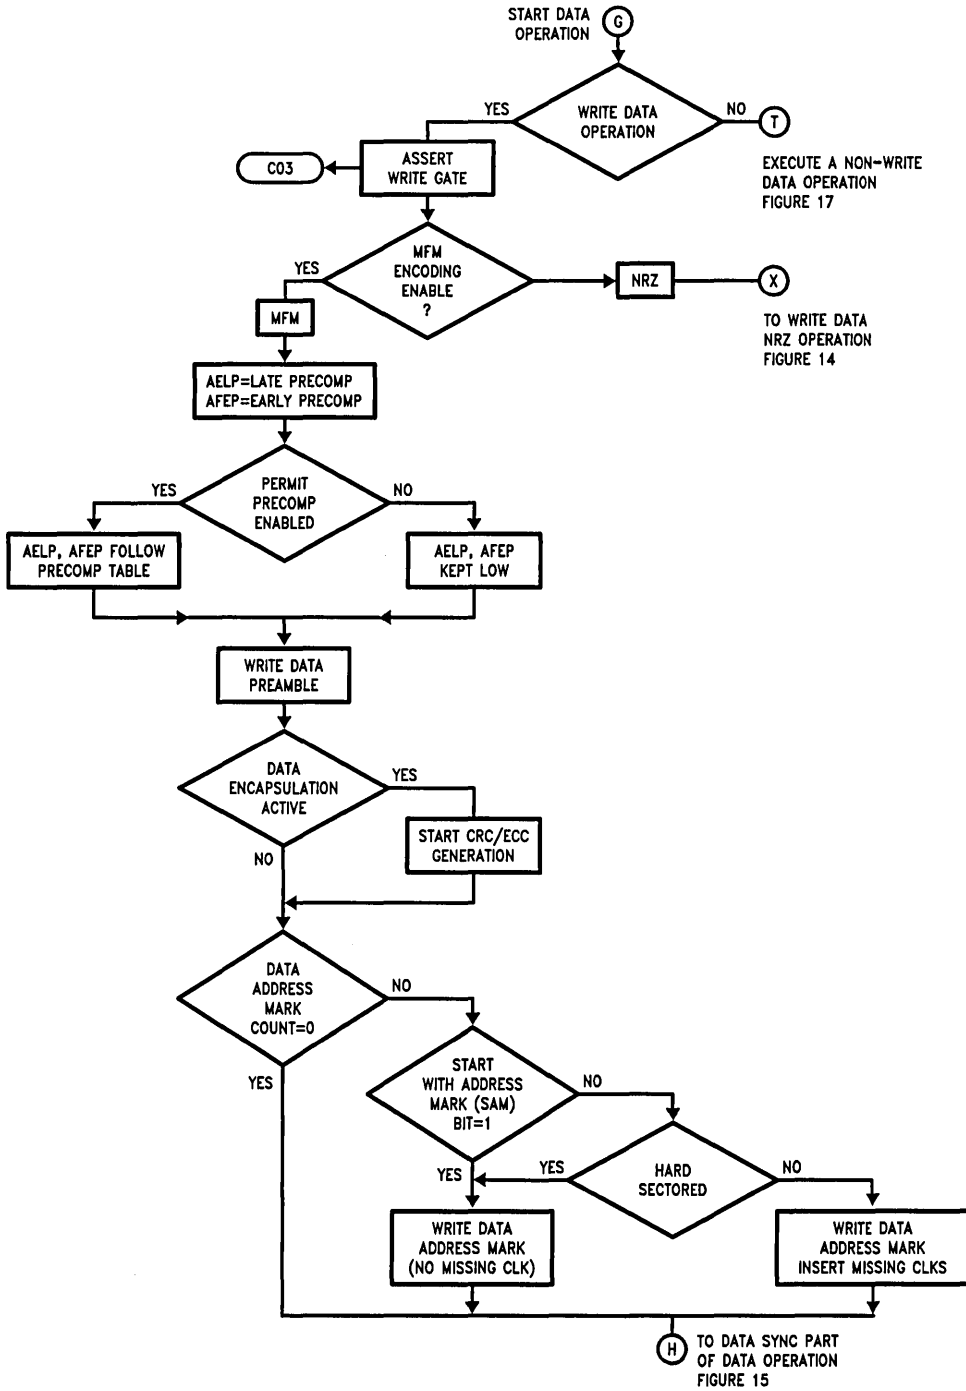 START DATA
OPERATION
G
WRITE DATA
OPERATION
YES
NO
T
EXECUTE A NON-WRITE
DATA OPERATION
FIGURE 17
C03
ASSERT
WRITE GATE
MFM
ENCODING
ENABLE
?
YES
NRZ
X
TO WRITE DATA
NRZ OPERATION
FIGURE 14
MFM
AELP=LATE PRECOMP
AFEP=EARLY PRECOMP
PERMIT
PRECOMP
ENABLED
YES
NO
AELP, AFEP FOLLOW
PRECOMP TABLE
AELP, AFEP
KEPT LOW
WRITE DATA
PREAMBLE
DATA
ENCAPSULATION
ACTIVE
YES
NO
START CRC/ECC
GENERATION
DATA
ADDRESS
MARK
COUNT=0
NO
YES
START
WITH ADDRESS
MARK (SAM)
BIT=1
NO
YES
HARD
SECTORED
YES
NO
WRITE DATA
ADDRESS MARK
(NO MISSING CLK)
WRITE DATA
ADDRESS MARK
INSERT MISSING CLKS
H
TO DATA SYNC PART
OF DATA OPERATION
FIGURE 15